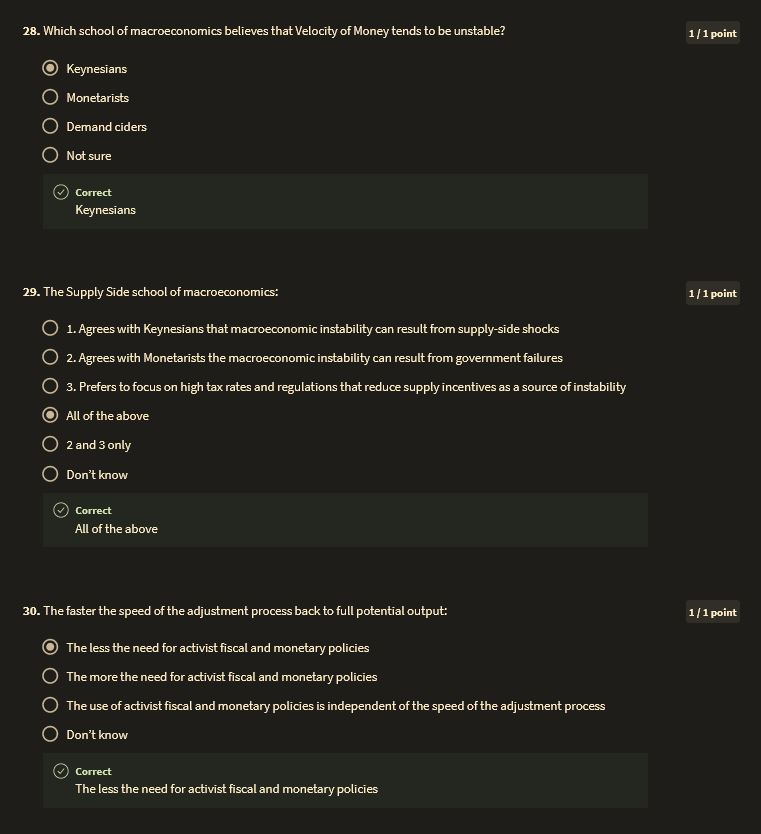 28. Which school of macroeconomics believes that Velocity of Money tends to be unstable?
1 / 1 point
Keynesians
Monetarists
Demand ciders
Not sure
Correct
Keynesians
29. The Supply Side school of macroeconomics:
1 / 1 point
1. Agrees with Keynesians that macroeconomic instability can result from supply-side shocks
2. Agrees with Monetarists the macroeconomic instability can result from government failures
3. Prefers to focus on high tax rates and regulations that reduce supply incentives as a source of instability
All of the above
2 and 3 only
Don't know
Correct
All of the above
30. The faster the speed of the adjustment process back to full potential output:
1 / 1 point
The less the need for activist fiscal and monetary policies
The more the need for activist fiscal and monetary policies
The use of activist fiscal and monetary policies is independent of the speed of the adjustment process
Don't know
Correct
The less the need for activist fiscal and monetary policies